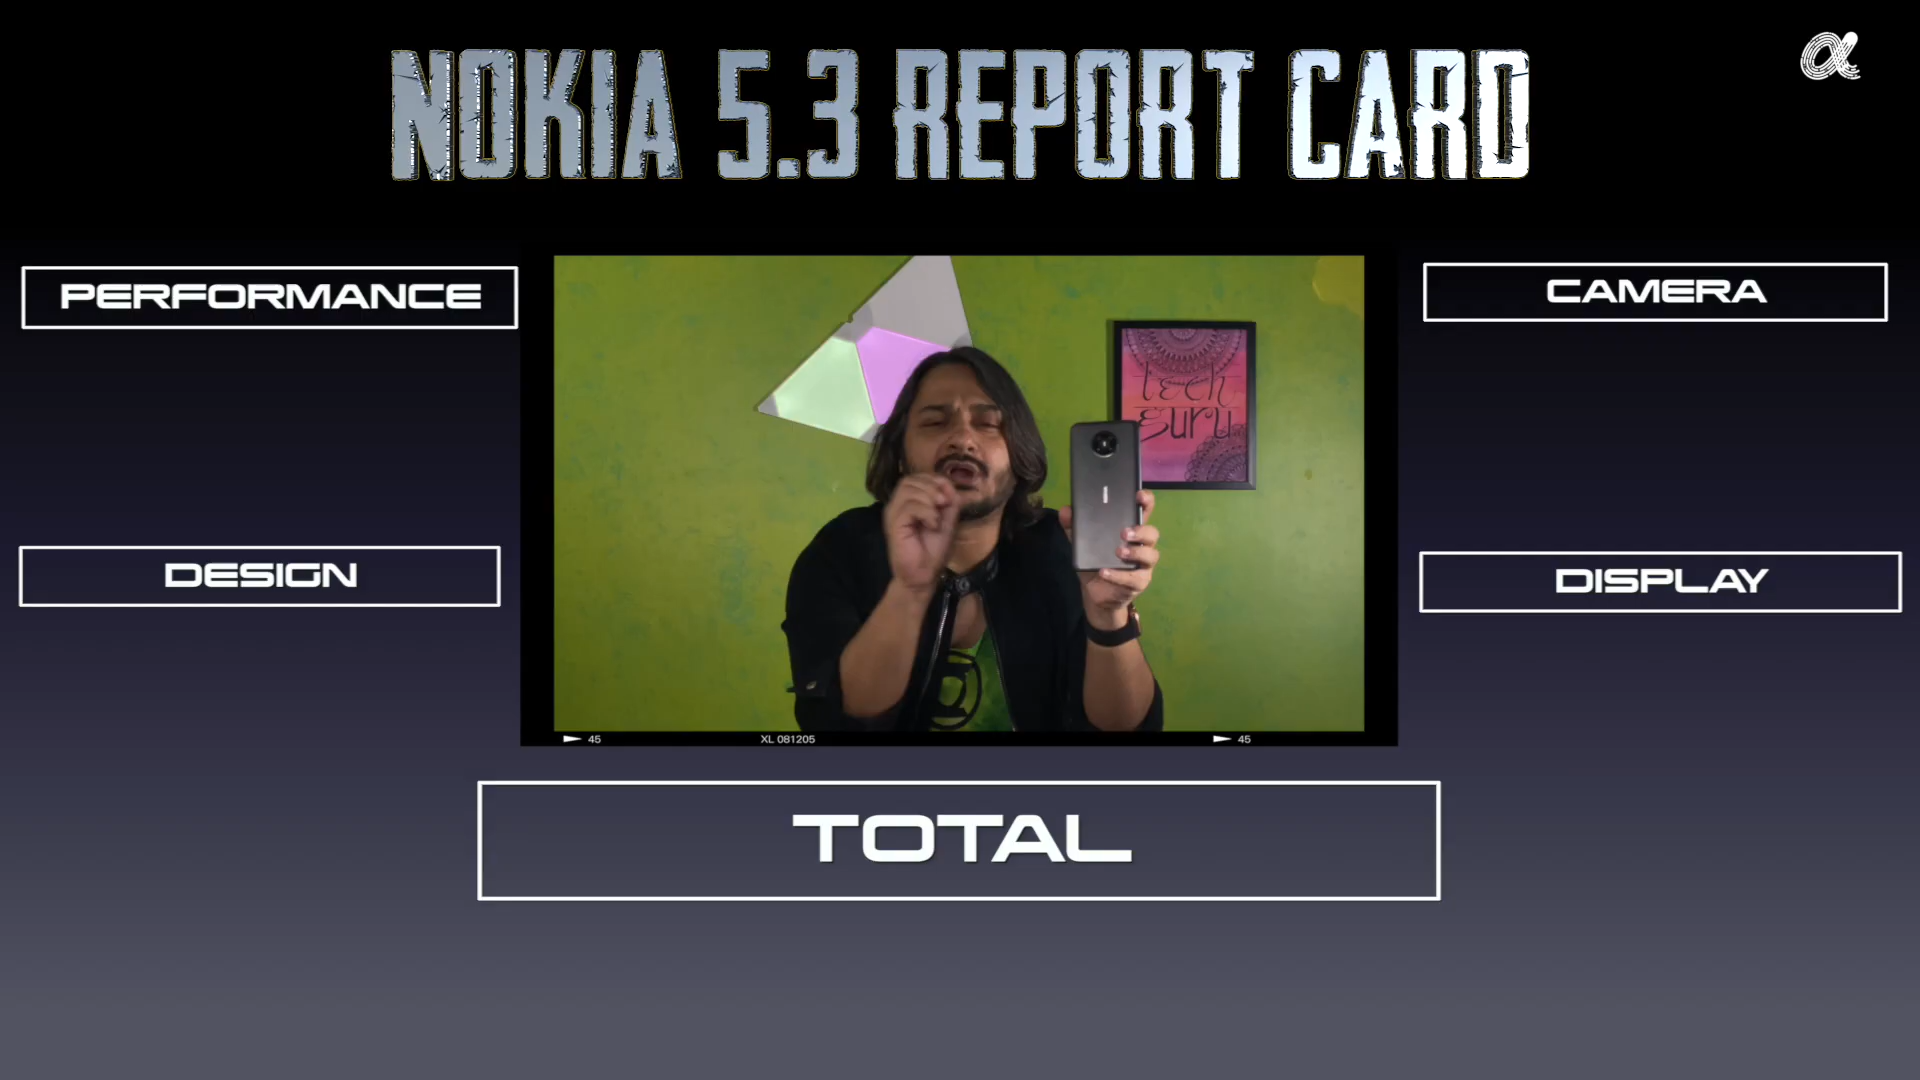 NOKIA 5.3 REPORT CARD
PERFORMANCE
CAMERA
tech
guru
DESIGN
DISPLAY
45
XL 081205
45
TOTAL